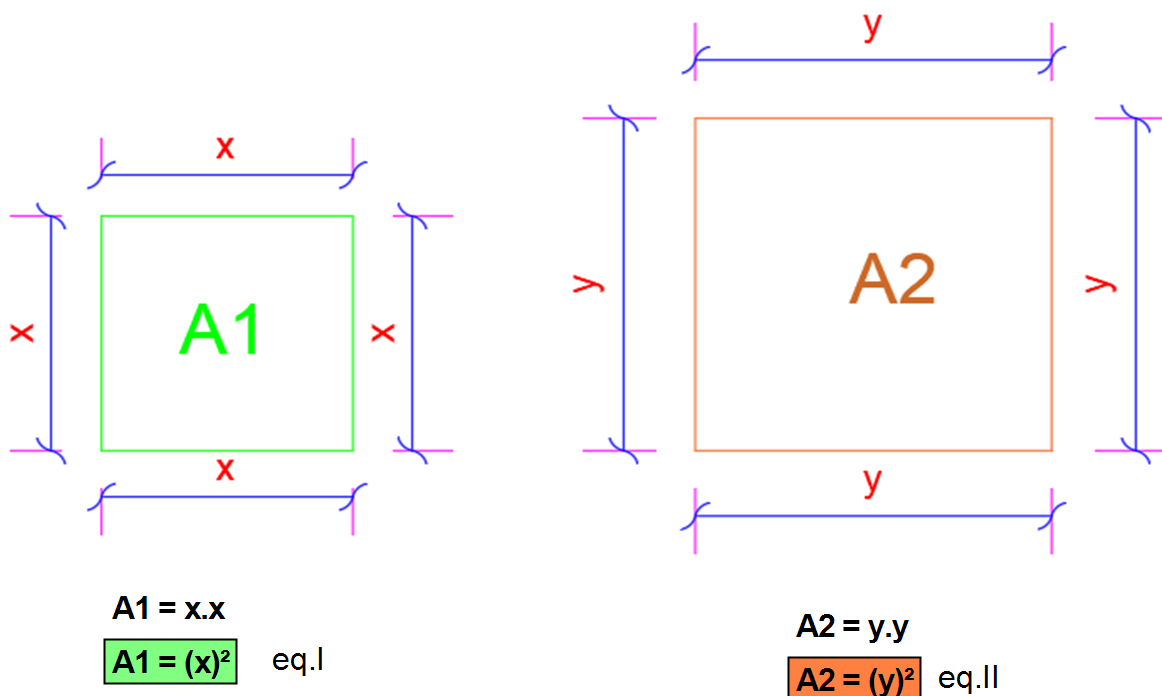 x
x
A1
x
x
A1 = x.x
A1 = (x)² eq.I
y
y
A2
y
y
A2 = y.y
A2 = (y)² eq.II